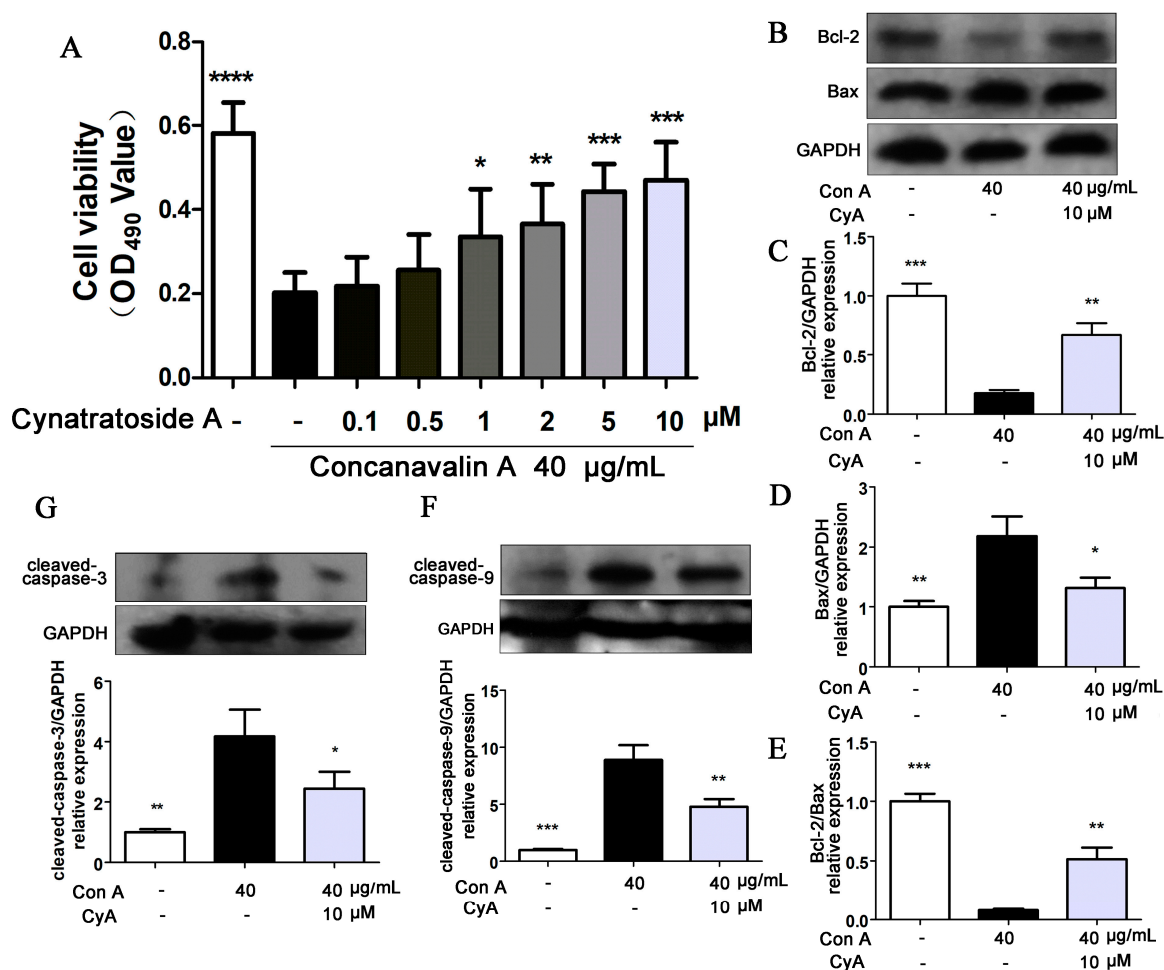 A
Cell viability
(OD490 Value)
0.8
0.6
0.4
0.2
0.0
****
*
**
***
***
Cynatratoside A - - 0.1 0.5 1 2 5 10 μM
Concanavalin A 40 μg/mL
B
Bcl-2
Bax
GAPDH
Con A - 40 40 μg/mL
CyA - - 10 μM
C
Bcl-2/GAPDH
relative expression
1.5
1.0
0.5
0.0
***
**
Con A - 40 40 μg/mL
CyA - - 10 μM
D
Bax/GAPDH
relative expression
3
2
1
0
**
*
Con A - 40 40 μg/mL
CyA - - 10 μM
E
Bcl-2/Bax
relative expression
1.5
1.0
0.5
0.0
***
**
Con A - 40 40 μg/mL
CyA - - 10 μM
G
cleaved-
caspase-3
GAPDH
cleaved-caspase-3/GAPDH
relative expression
6
4
2
0
**
*
Con A - 40 40 μg/mL
CyA - - 10 μM
F
cleaved-
caspase-9
GAPDH
cleaved-caspase-9/GAPDH
relative expression
15
10
5
0
***
**
Con A - 40 40 μg/mL
CyA - - 10 μM